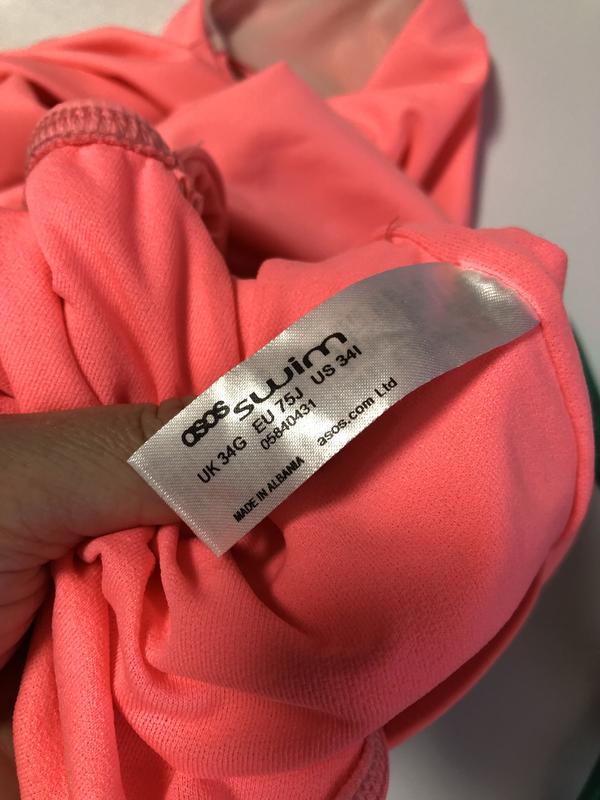 asos swim
UK 34G EU 75J US 34I
05840431
MADE IN ALBANIA asos.com Ltd